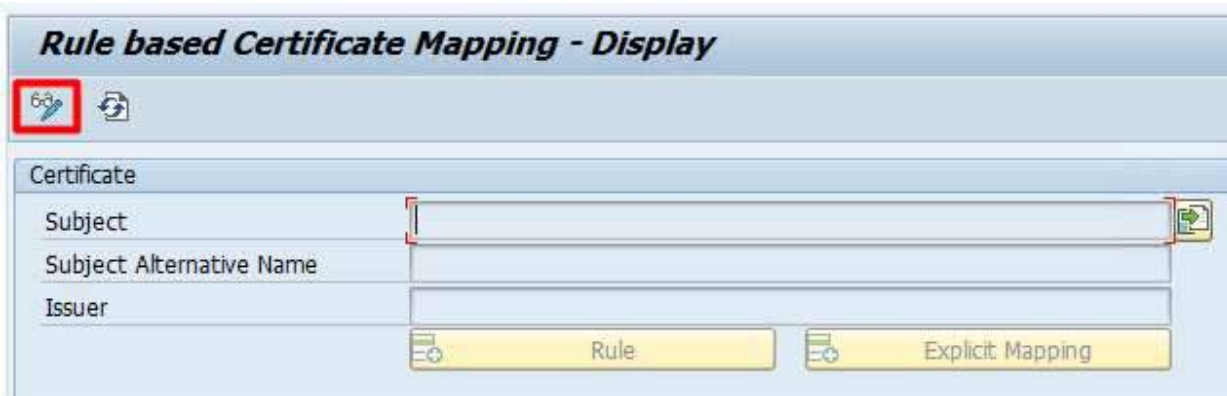 Rule based Certificate Mapping - Display
Certificate
Subject
Subject Alternative Name
Issuer
Rule Explicit Mapping